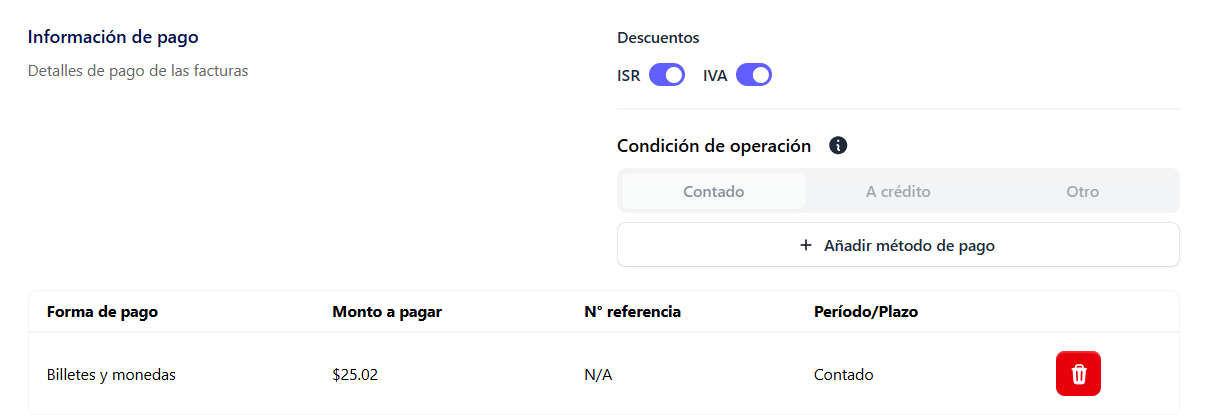 Información de pago
Detalles de pago de las facturas
Descuentos
ISR IVA
Condición de operación
Contado A crédito Otro
+ Añadir método de pago
Forma de pago Monto a pagar N° referencia Período/Plazo
Billetes y monedas $25.02 N/A Contado